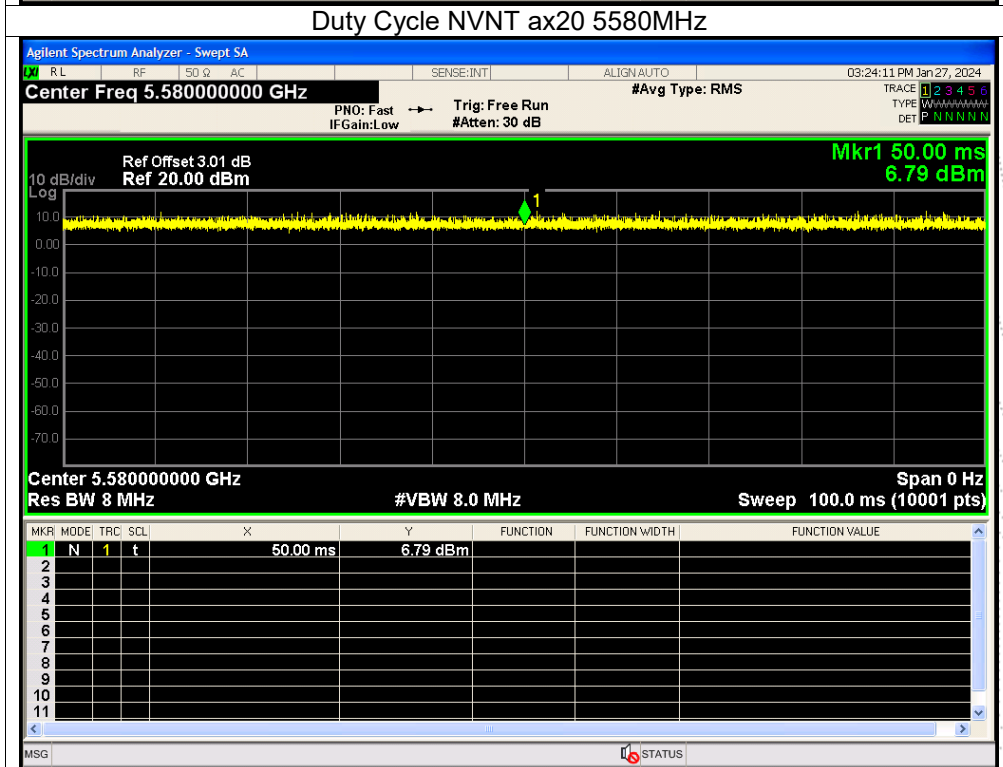 Duty Cycle NVNT ax20 5580MHz
Agilent Spectrum Analyzer - Swept SA
LXI RL RF 50 Ω AC SENSE:INT ALIGN AUTO 03:24:11 PM Jan 27, 2024
Center Freq 5.580000000 GHz #Avg Type: RMS TRACE 1 2 3 4 5 6
PNO: Fast Trig: Free Run TYPE WWWWWW
IFGain:Low #Atten: 30 dB DET P N N N N N
Mkr1 50.00 ms
Ref Offset 3.01 dB
10 dB/div Ref 20.00 dBm 6.79 dBm
Log
1
10.0
0.00
-10.0
-20.0
-30.0
-40.0
-50.0
-60.0
-70.0
Center 5.580000000 GHz Span 0 Hz
Res BW 8 MHz #VBW 8.0 MHz Sweep 100.0 ms (10001 pts)
MKR MODE TRC SCL X Y FUNCTION FUNCTION WIDTH FUNCTION VALUE
1 N 1 t 50.00 ms 6.79 dBm
2
3
4
5
6
7
8
9
10
11
MSG STATUS